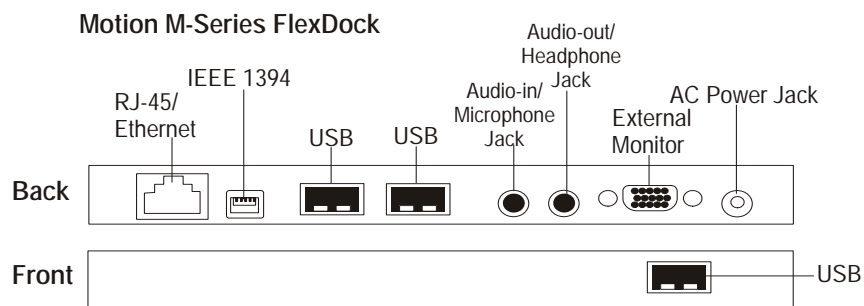 Motion M-Series FlexDock
RJ-45/
Ethernet
IEEE 1394
USB
USB
Audio-in/
Microphone
Jack
Audio-out/
Headphone
Jack
External
Monitor
AC Power Jack
Back
Front
USB